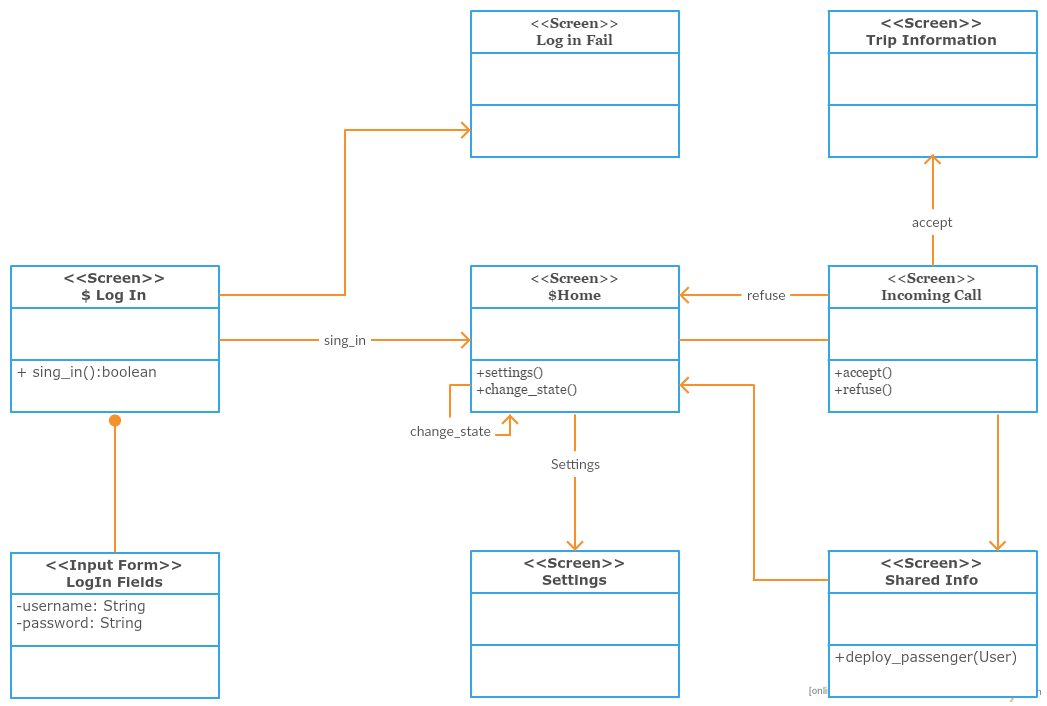 <<Screen>>
Log in Fail
<<Screen>>
Trip Information
accept
<<Screen>>
$ Log In
+ sing_in():boolean
sing_in
<<Screen>>
$Home
+settings()
+change_state()
refuse
<<Screen>>
Incoming Call
+accept()
+refuse()
change_state
Settings
<<Input Form>>
LogIn Fields
-username: String
-password: String
<<Screen>>
Settings
<<Screen>>
Shared Info
+deploy_passenger(User)